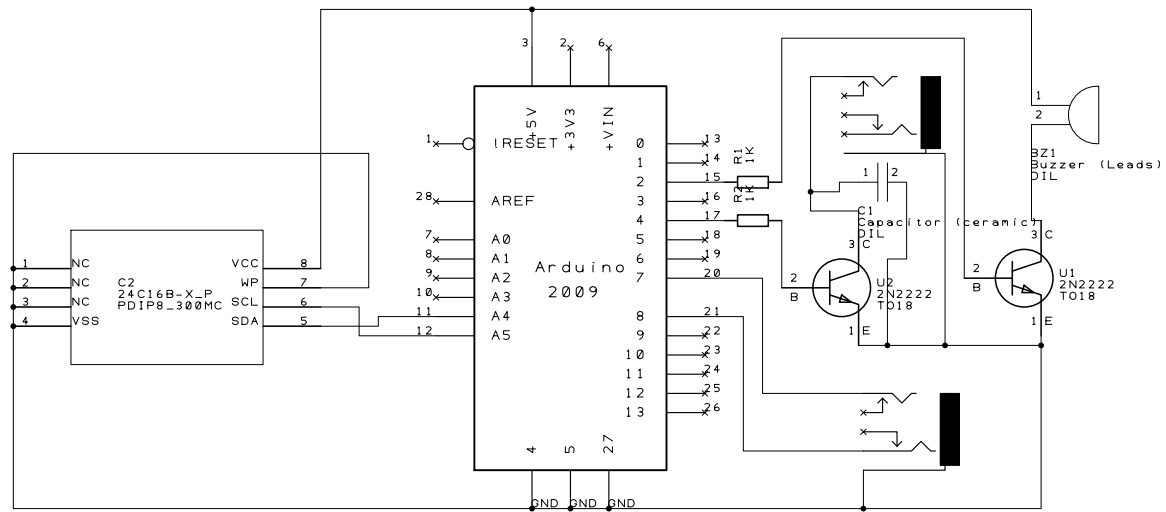 3 2 6
+5V +3V3 +VIN
1 !RESET 0 13
1 14
2 15 R1 1K
28 AREF 3 16
4 17 R2 1K
7 A0 5 18
8 A1 6 19
9 A2 7 20
10 A3
11 A4 8 21
12 A5 9 22
10 23
11 24
12 25
13 26
Arduino
2009
4 5 27
GND GND GND
1 NC VCC 8
2 NC WP 7
3 NC SCL 6
4 VSS SDA 5
C2
24C16B-X_P
PDIP8_300MC
1 2
C1
Capacitor (ceramic)
DIL
3 C
2
B
1 E
U2
2N2222
TO18
1
2
BZ1
Buzzer (Leads)
DIL
3 C
2
B
1 E
U1
2N2222
TO18